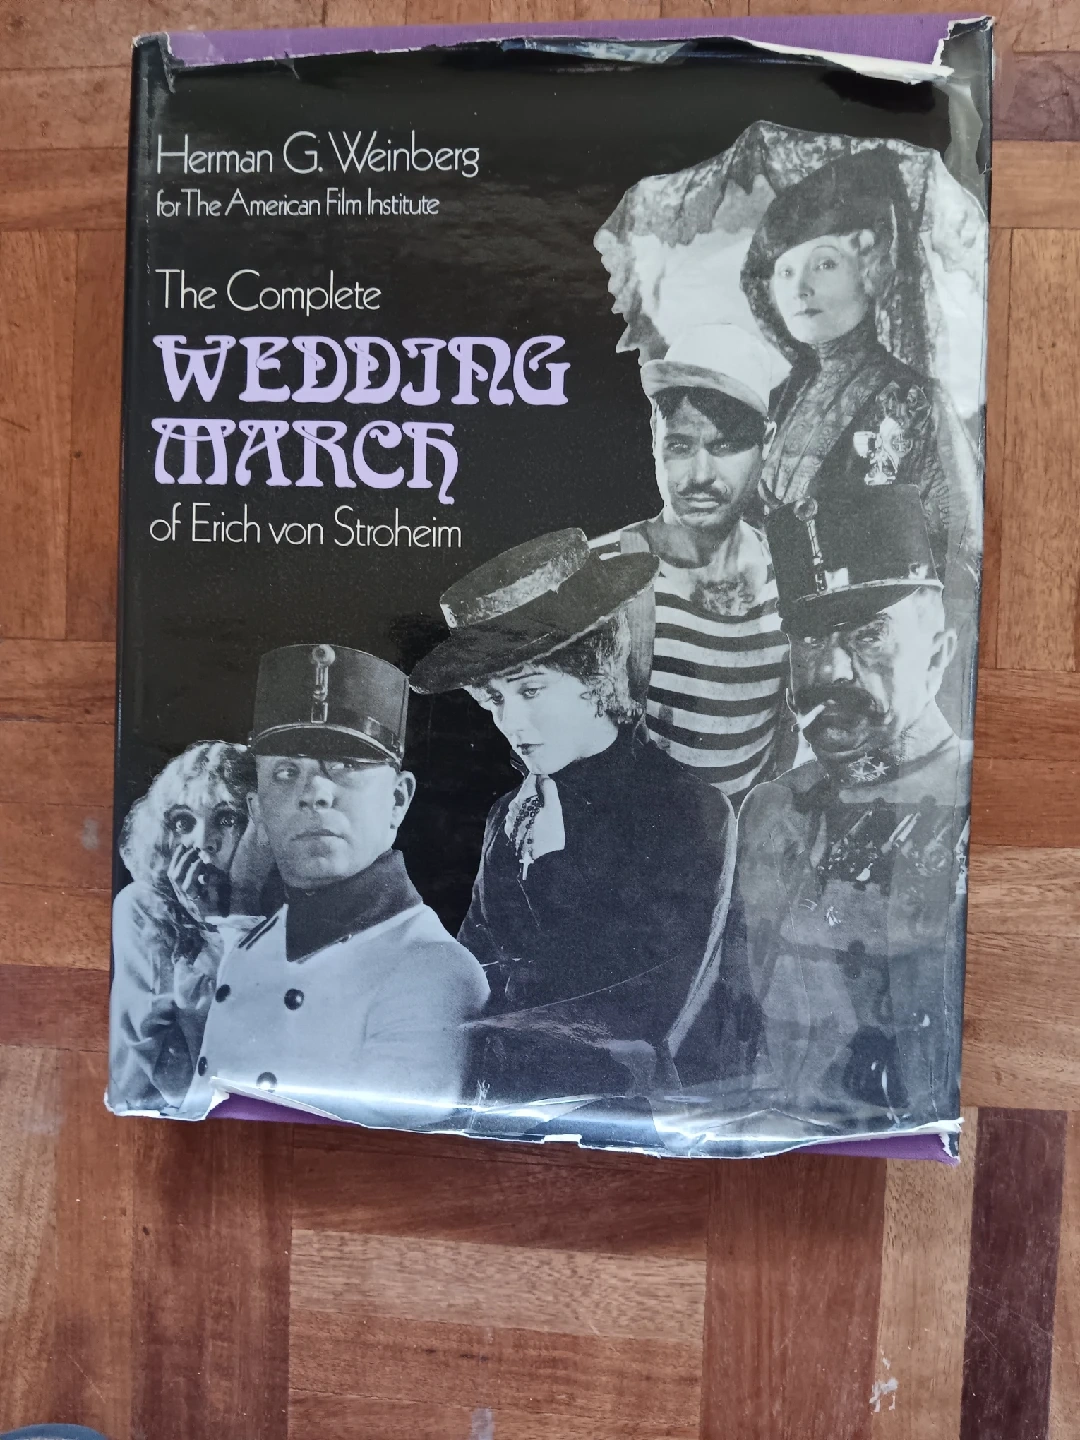 Herman G. Weinberg
for The American Film Institute
The Complete
WEDDING
MARCH
of Erich von Stroheim